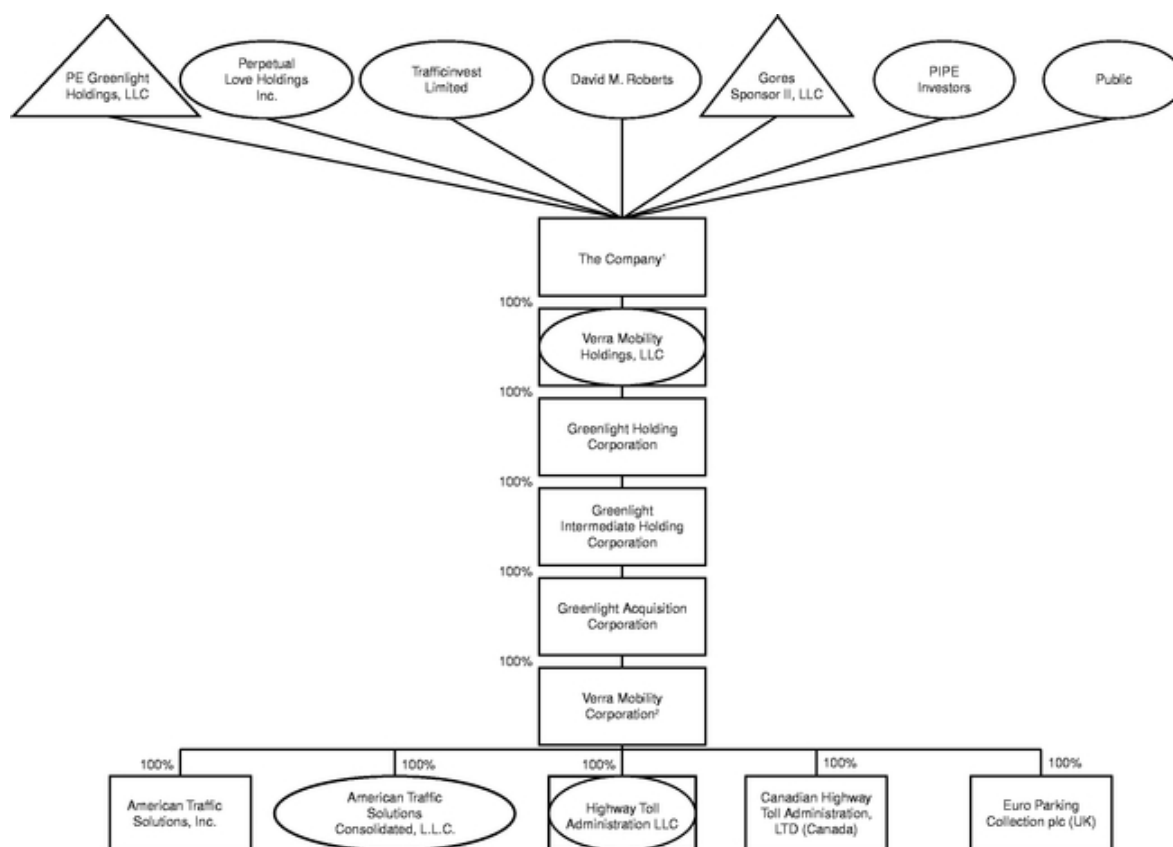 PE Greenlight
Holdings, LLC
Perpetual
Love Holdings
Inc.
Trafficinvest
Limited
David M. Roberts
Gores
Sponsor II, LLC
PIPE
Investors
Public
The Company¹
100%
Verra Mobility
Holdings, LLC
100%
Greenlight Holding
Corporation
100%
Greenlight
Intermediate Holding
Corporation
100%
Greenlight Acquisition
Corporation
100%
Verra Mobility
Corporation²
100%
American Traffic
Solutions, Inc.
100%
American Traffic
Solutions
Consolidated, L.L.C.
100%
Highway Toll
Administration LLC
100%
Canadian Highway
Toll Administration,
LTD (Canada)
100%
Euro Parking
Collection plc (UK)